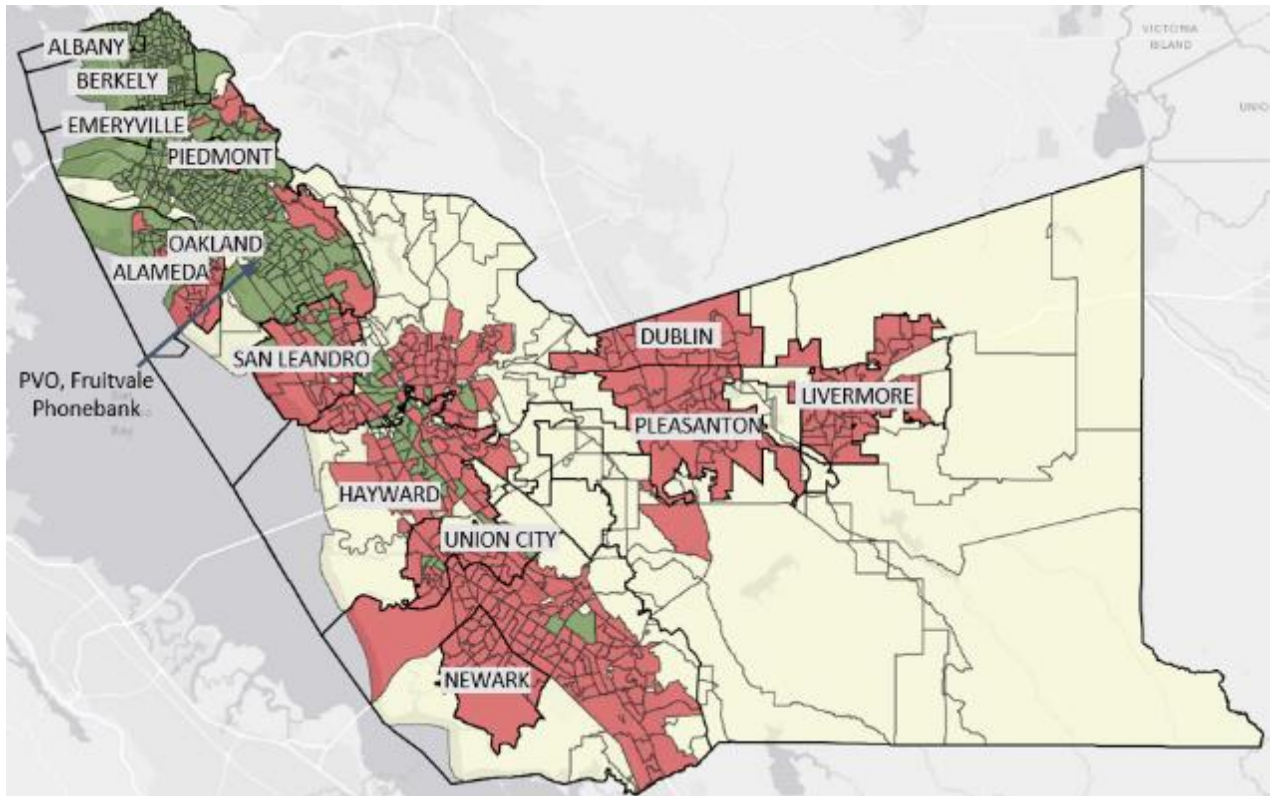 VICTORIA
ISLAND
ALBANY
BERKELY
EMERYVILLE
PIEDMONT
OAKLAND
ALAMEDA
SAN LEANDRO
PVO, Fruitvale
Phonebank
DUBLIN
LIVERMORE
PLEASANTON
HAYWARD
UNION CITY
NEWARK
Bay